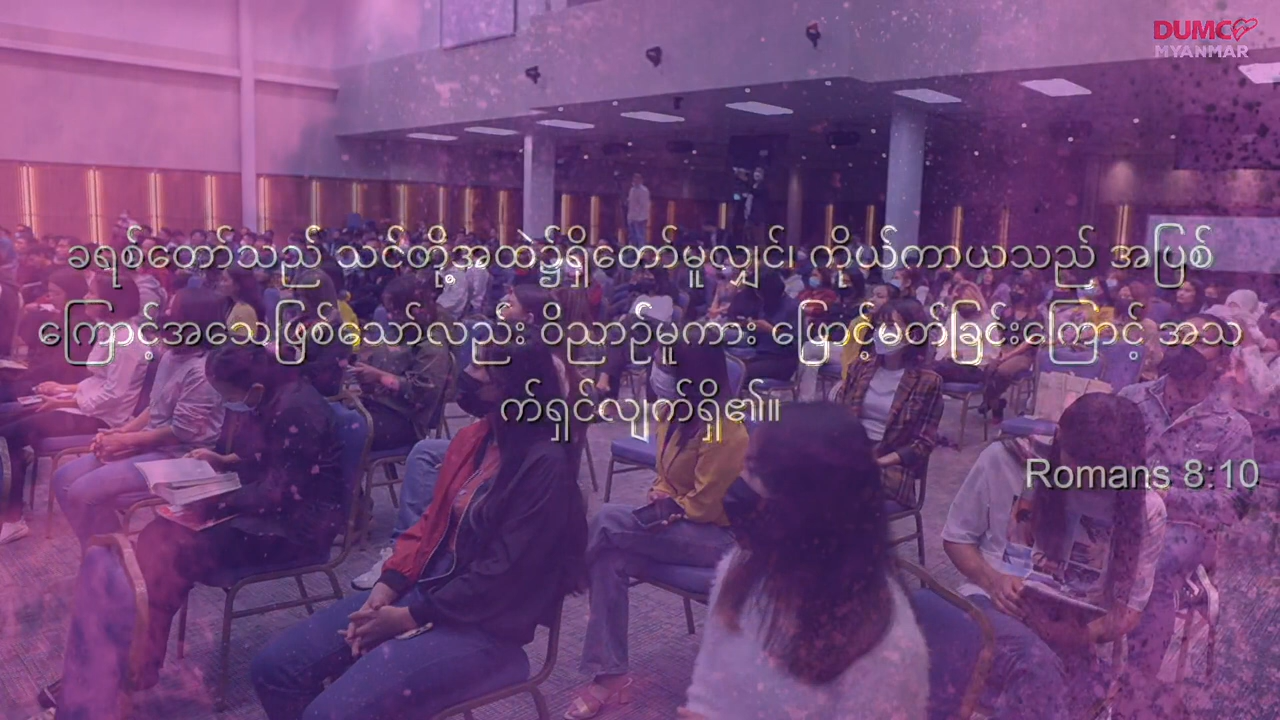 DUMC
MYANMAR
ခရစ်တော်သည် သင်တို့အထဲ၌ရှိတော်မူလျှင်၊ ကိုယ်ကာယသည် အပြစ်
ကြောင့်အသေဖြစ်သော်လည်း ဝိညာဉ်မူကား ဖြောင့်မတ်ခြင်းကြောင့် အသ
က်ရှင်လျက်ရှိ၏။
Romans 8:10